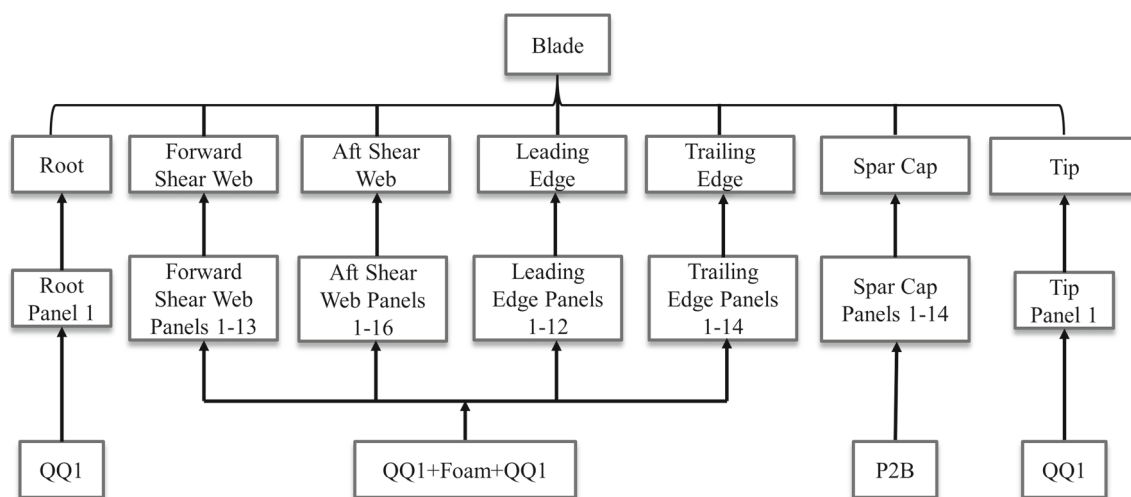 Blade
Root
Forward
Shear Web
Aft Shear
Web
Leading
Edge
Trailing
Edge
Spar Cap
Tip
Root
Panel 1
Forward
Shear Web
Panels 1-13
Aft Shear
Web Panels
1-16
Leading
Edge Panels
1-12
Trailing
Edge Panels
1-14
Spar Cap
Panels 1-14
Tip
Panel 1
QQ1
QQ1+Foam+QQ1
P2B
QQ1